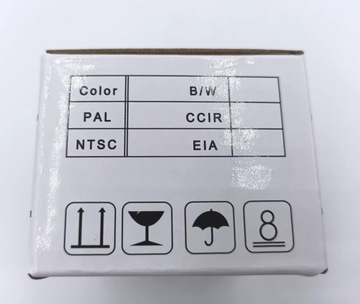 Color B/W
PAL CCIR
NTSC EIA
8